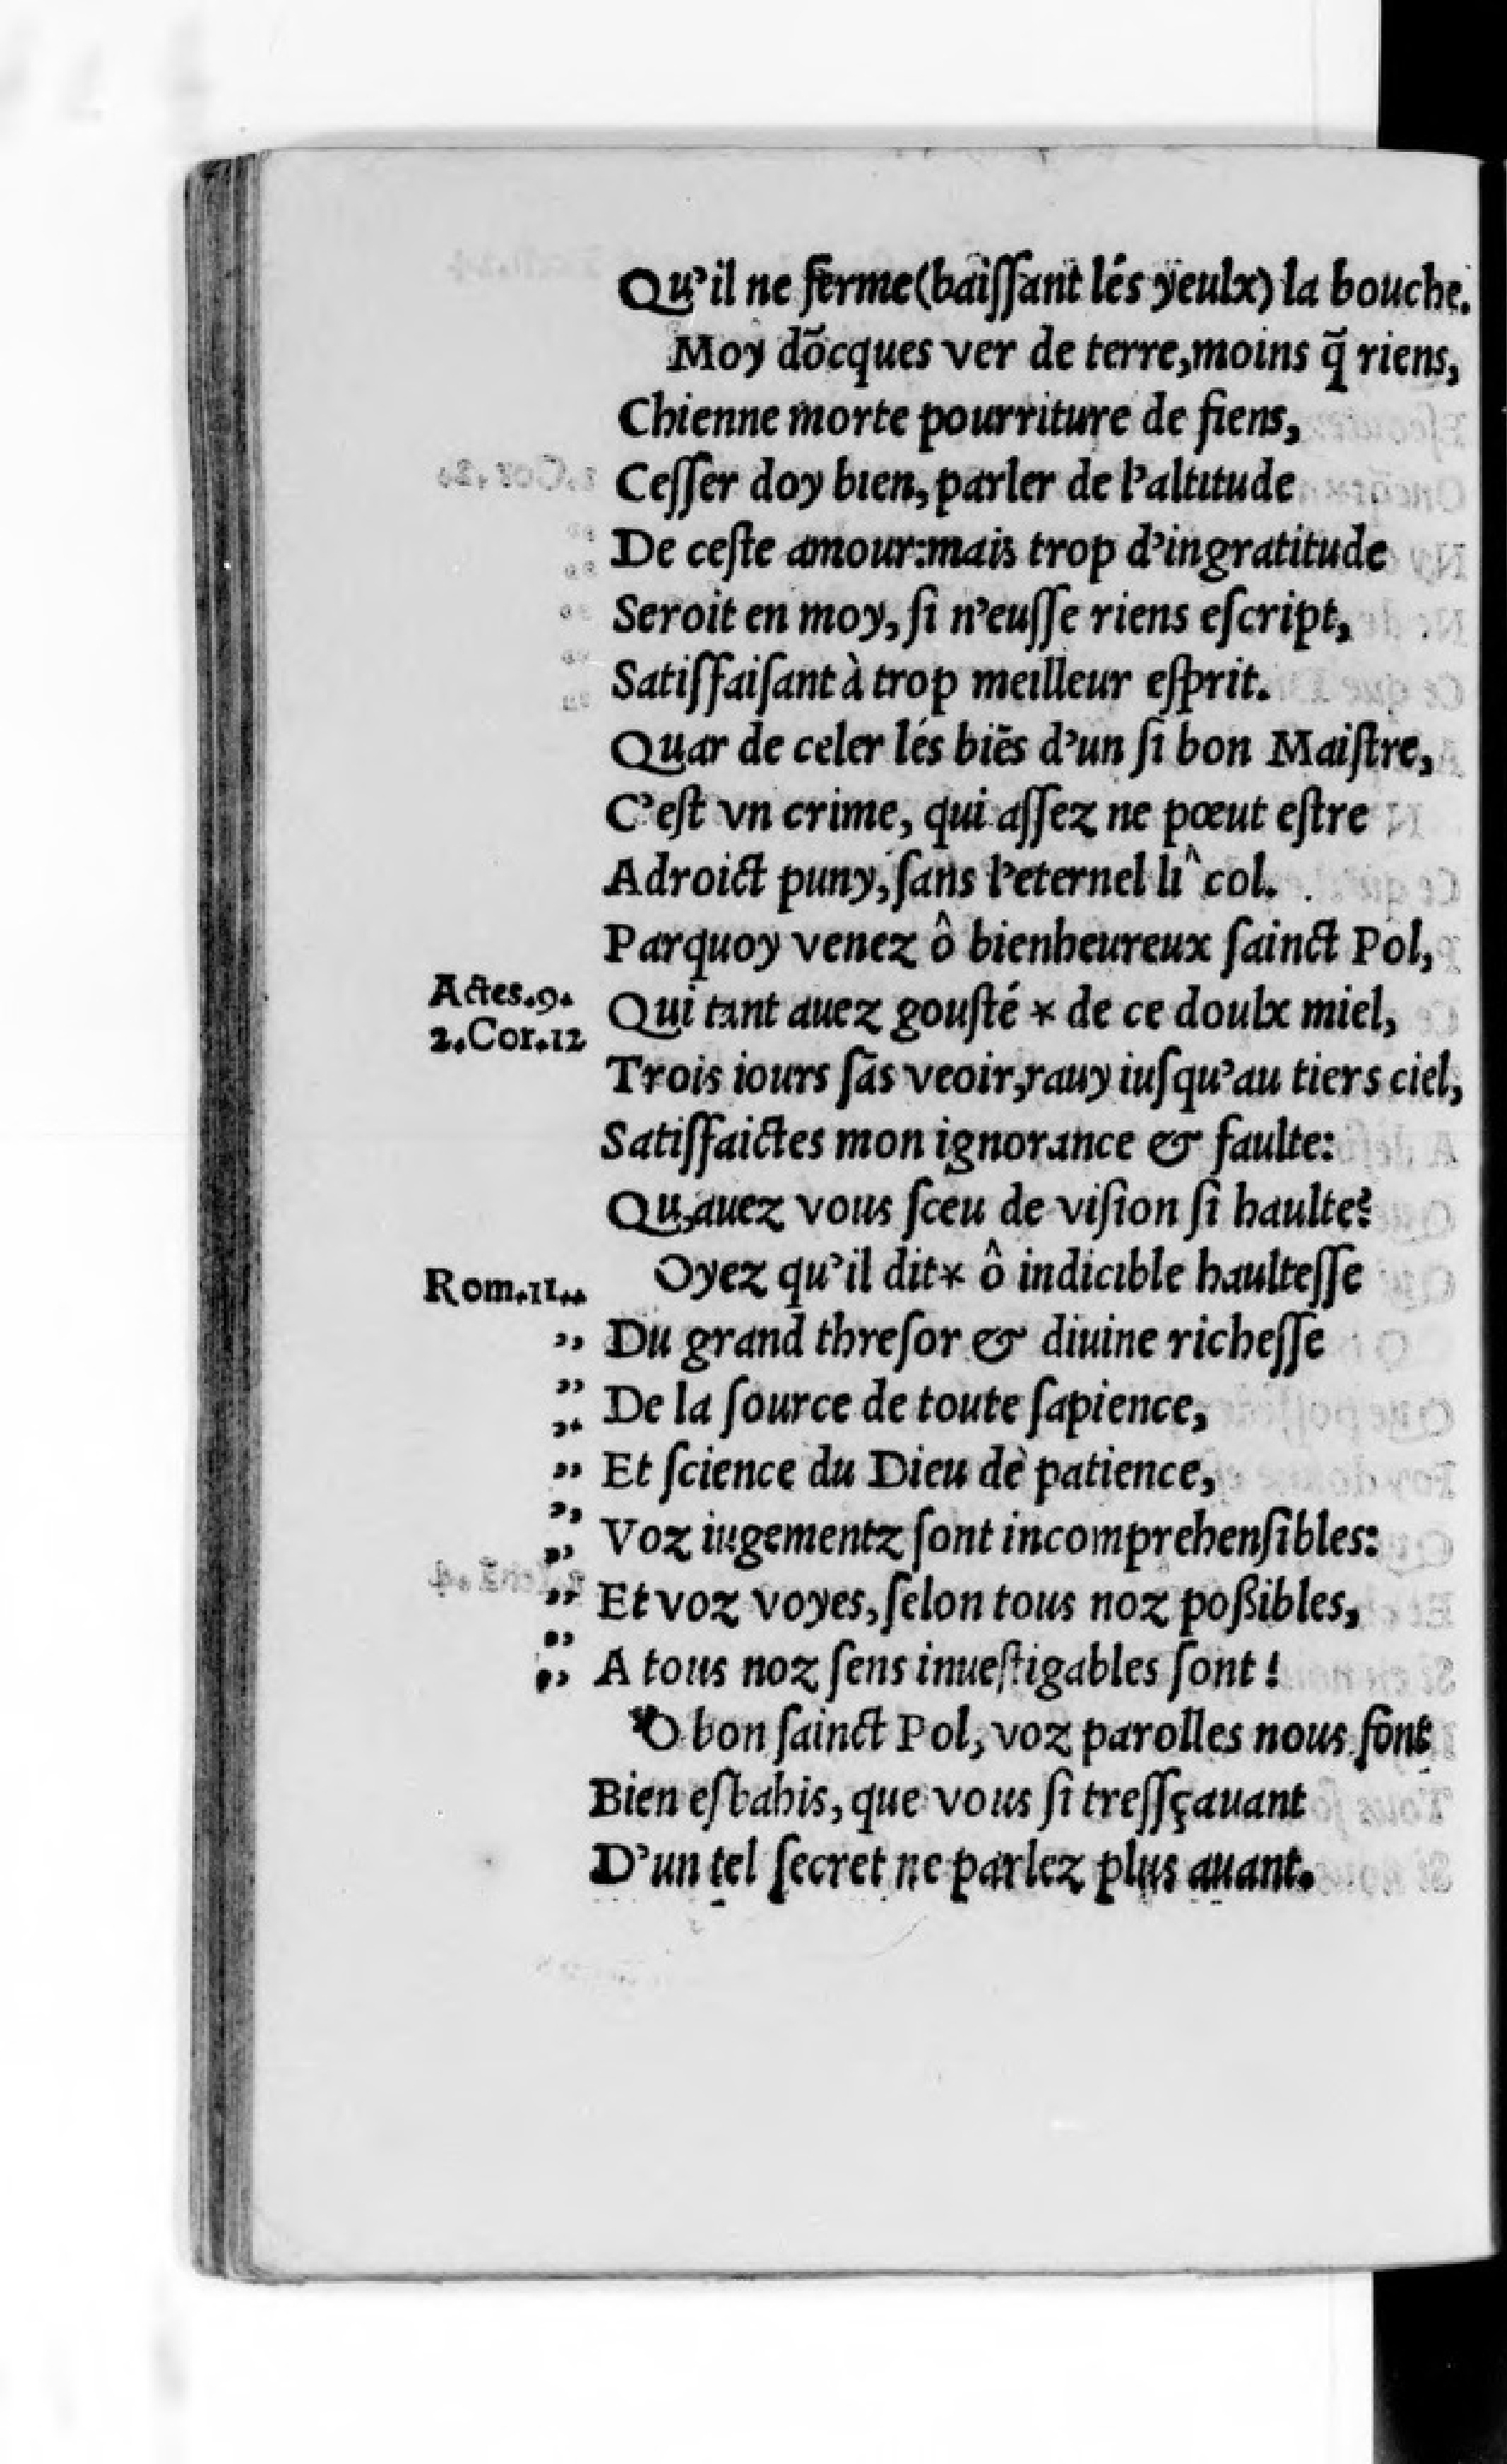 Qu'il ne ferme (baiſſant lés yeulx) la bouche.
Moy dõcques ver de terre, moins q̃ riens,
Chienne morte pourriture de fiens,
Ceſſer doy bien, parler de l'altitude
De ceſte amour: mais trop d'ingratitude
Seroit en moy, ſi n'euſſe riens eſcript,
Satiſfaiſant à trop meilleur eſprit.
Quar de celer lés biẽs d'un ſi bon Maiſtre,
C'eſt vn crime, qui aſſez ne pœut eſtre
Adroict puny, ſans l'eternel li^col.
Parquoy venez ô bienheureux ſainct Pol,
Actes.9. Qui tant auez gouſté * de ce doulx miel,
2.Cor.12 Trois iours ſãs veoir, rauy iuſqu'au tiers ciel,
Satiſfaictes mon ignorance & faulte:
Qu'auez vous ſceu de viſion ſi haulte?
Rom.11. Oyez qu'il dit* ô indicible haulteſſe
,, Du grand threſor & diuine richeſſe
,, De la ſource de toute ſapience,
,, Et ſcience du Dieu de patience,
,, Voz iugementz ſont incomprehenſibles:
,, Et voz voyes, ſelon tous noz poßibles,
,, A tous noz ſens inueſtigables ſont!
O bon ſainct Pol, voz parolles nous font
Bien eſbahis, que vous ſi treſſçauant
D'un tel ſecret ne parlez plus auant.